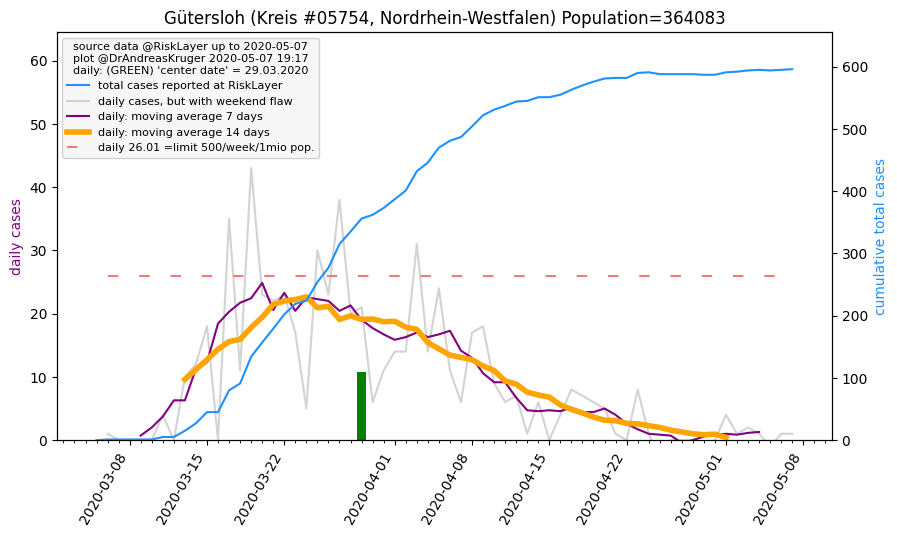 Gütersloh (Kreis #05754, Nordrhein-Westfalen) Population=364083
source data @RiskLayer up to 2020-05-07
plot @DrAndreasKruger 2020-05-07 19:17
daily: (GREEN) 'center date' = 29.03.2020
total cases reported at RiskLayer
daily cases, but with weekend flaw
daily: moving average 7 days
daily: moving average 14 days
daily 26.01 =limit 500/week/1mio pop.
daily cases
60
50
40
30
20
10
0
cumulative total cases
600
500
400
300
200
100
0
2020-03-08
2020-03-15
2020-03-22
2020-04-01
2020-04-08
2020-04-15
2020-04-22
2020-05-01
2020-05-08